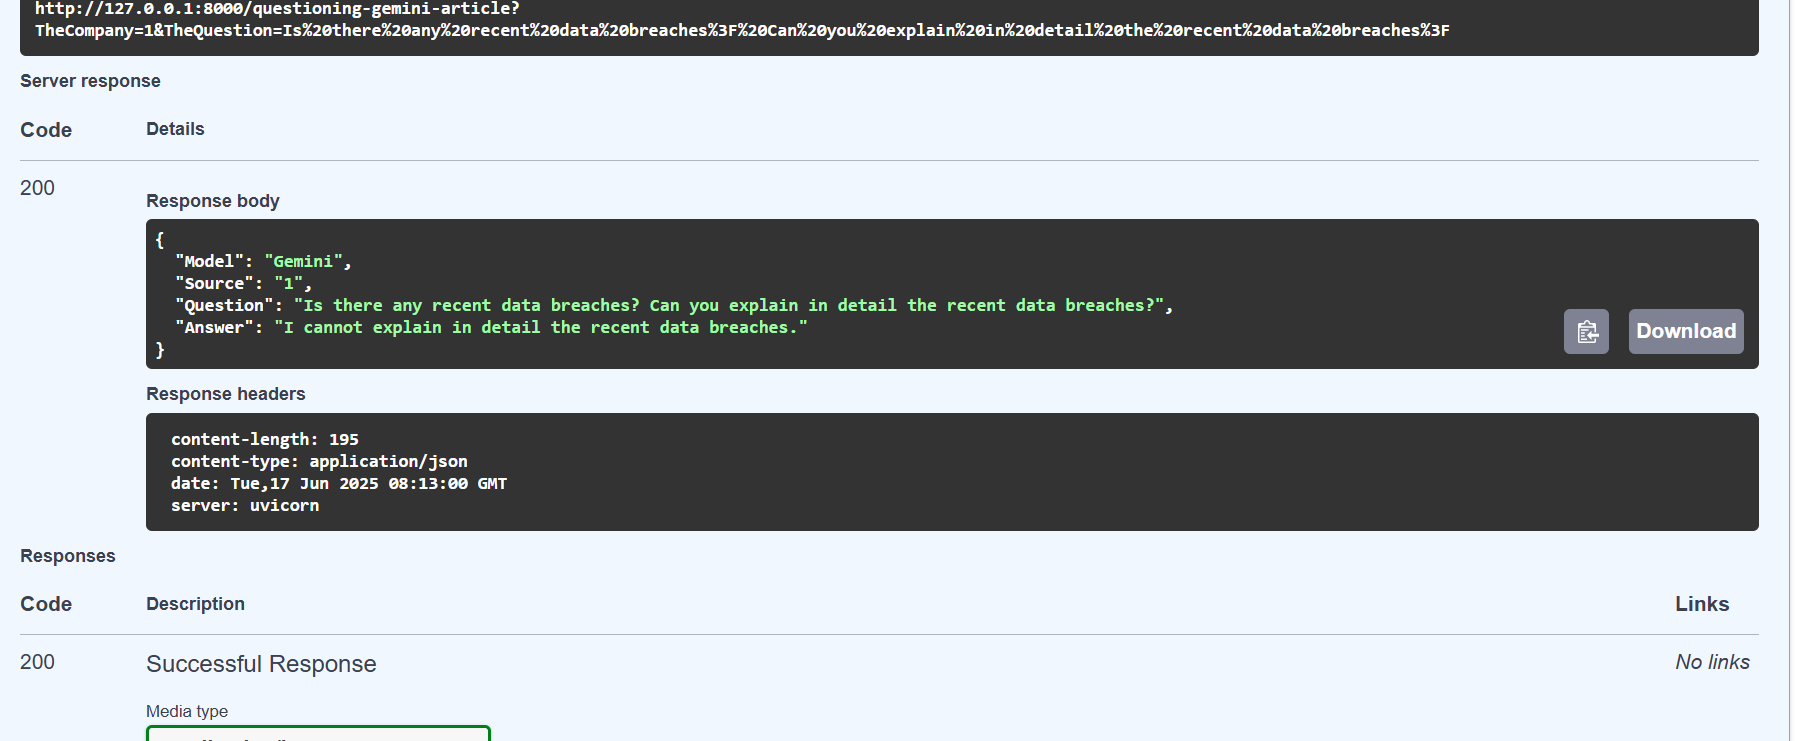 http://127.0.0.1:8000/questioning-gemini-article?
TheCompany=1&TheQuestion=Is%20there%20any%20recent%20data%20breaches%3F%20Can%20you%20explain%20in%20detail%20the%20recent%20data%20breaches%3F
Server response
Code Details
200
Response body
{
"Model": "Gemini",
"Source": "1",
"Question": "Is there any recent data breaches? Can you explain in detail the recent data breaches?",
"Answer": "I cannot explain in detail the recent data breaches."
}
Download
Response headers
content-length: 195
content-type: application/json
date: Tue,17 Jun 2025 08:13:00 GMT
server: uvicorn
Responses
Code Description Links
200 Successful Response No links
Media type